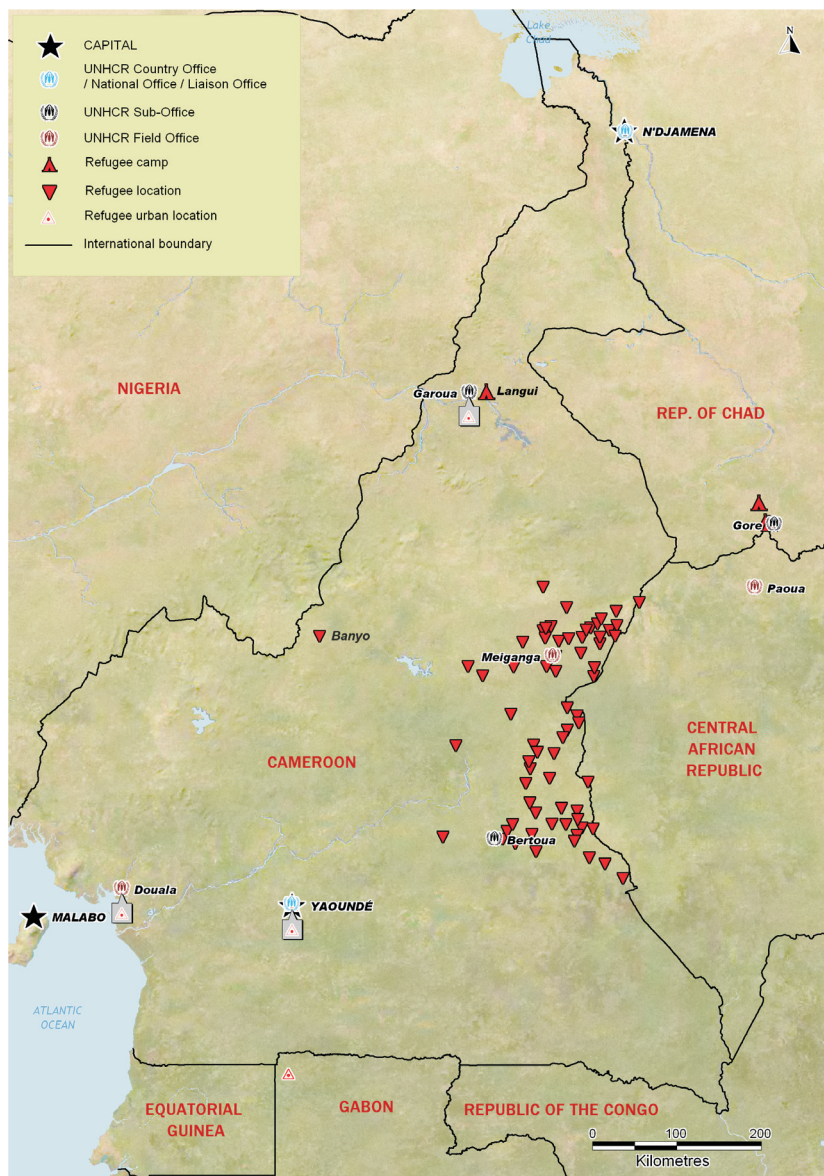 CAPITAL
UNHCR Country Office
/ National Office / Liaison Office
UNHCR Sub-Office
UNHCR Field Office
Refugee camp
Refugee location
Refugee urban location
International boundary
Lake
Chad
N
N'DJAMENA
NIGERIA
Garoua
Langui
REP. OF CHAD
Gore
Paoua
Banyo
Meiganga
CENTRAL
AFRICAN
REPUBLIC
CAMEROON
Bertoua
Douala
MALABO
YAOUNDÉ
ATLANTIC
OCEAN
EQUATORIAL
GUINEA
GABON
REPUBLIC OF THE CONGO
0 100 200
Kilometres